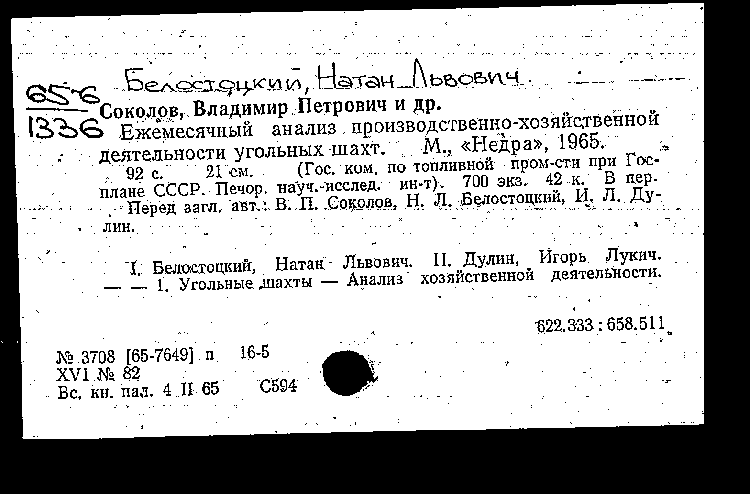 Белостоцкий, Натан Львович.
65-6
1336
Соколов, Владимир Петрович и др.
Ежемесячный анализ производственно-хозяйственной
деятельности угольных шахт. М., «Недра», 1965.
92 с. 21 см. (Гос. ком. по топливной пром-сти при Гос-
плане СССР. Печор. науч.-исслед. ин-т). 700 экз. 42 к. В пер.
Перед загл. авт.: В. П. Соколов, Н. Л. Белостоцкий, И. Л. Ду-
лин.
I. Белостоцкий, Натан Львович. II. Дулин, Игорь Лукич.
— — 1. Угольные шахты — Анализ хозяйственной деятельности.
622.333:658.511
№ 3708 [65-7649] п 16-5
XVI № 82
Вс. кн. пал. 4 II 65 С594